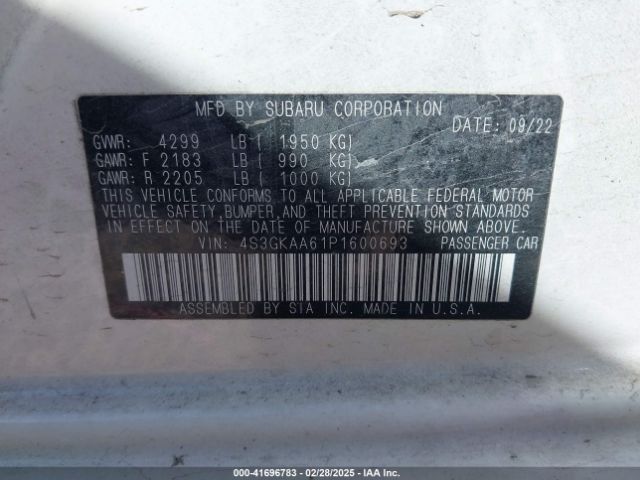 MFD BY SUBARU CORPORATION
DATE: 09/22
GVWR: 4299 LB( 1950 KG)
GAWR: F 2183 LB( 990 KG)
GAWR: R 2205 LB( 1000 KG)
THIS VEHICLE CONFORMS TO ALL APPLICABLE FEDERAL MOTOR
VEHICLE SAFETY,BUMPER,AND THEFT PREVENTION STANDARDS
IN EFFECT ON THE DATE OF MANUFACTURE SHOWN ABOVE.
VIN: 4S3GKAA61P1600693 PASSENGER CAR
ASSEMBLED BY SIA INC. MADE IN U.S.A.
00-41696783 - 02/28/2025 - IAA Inc.